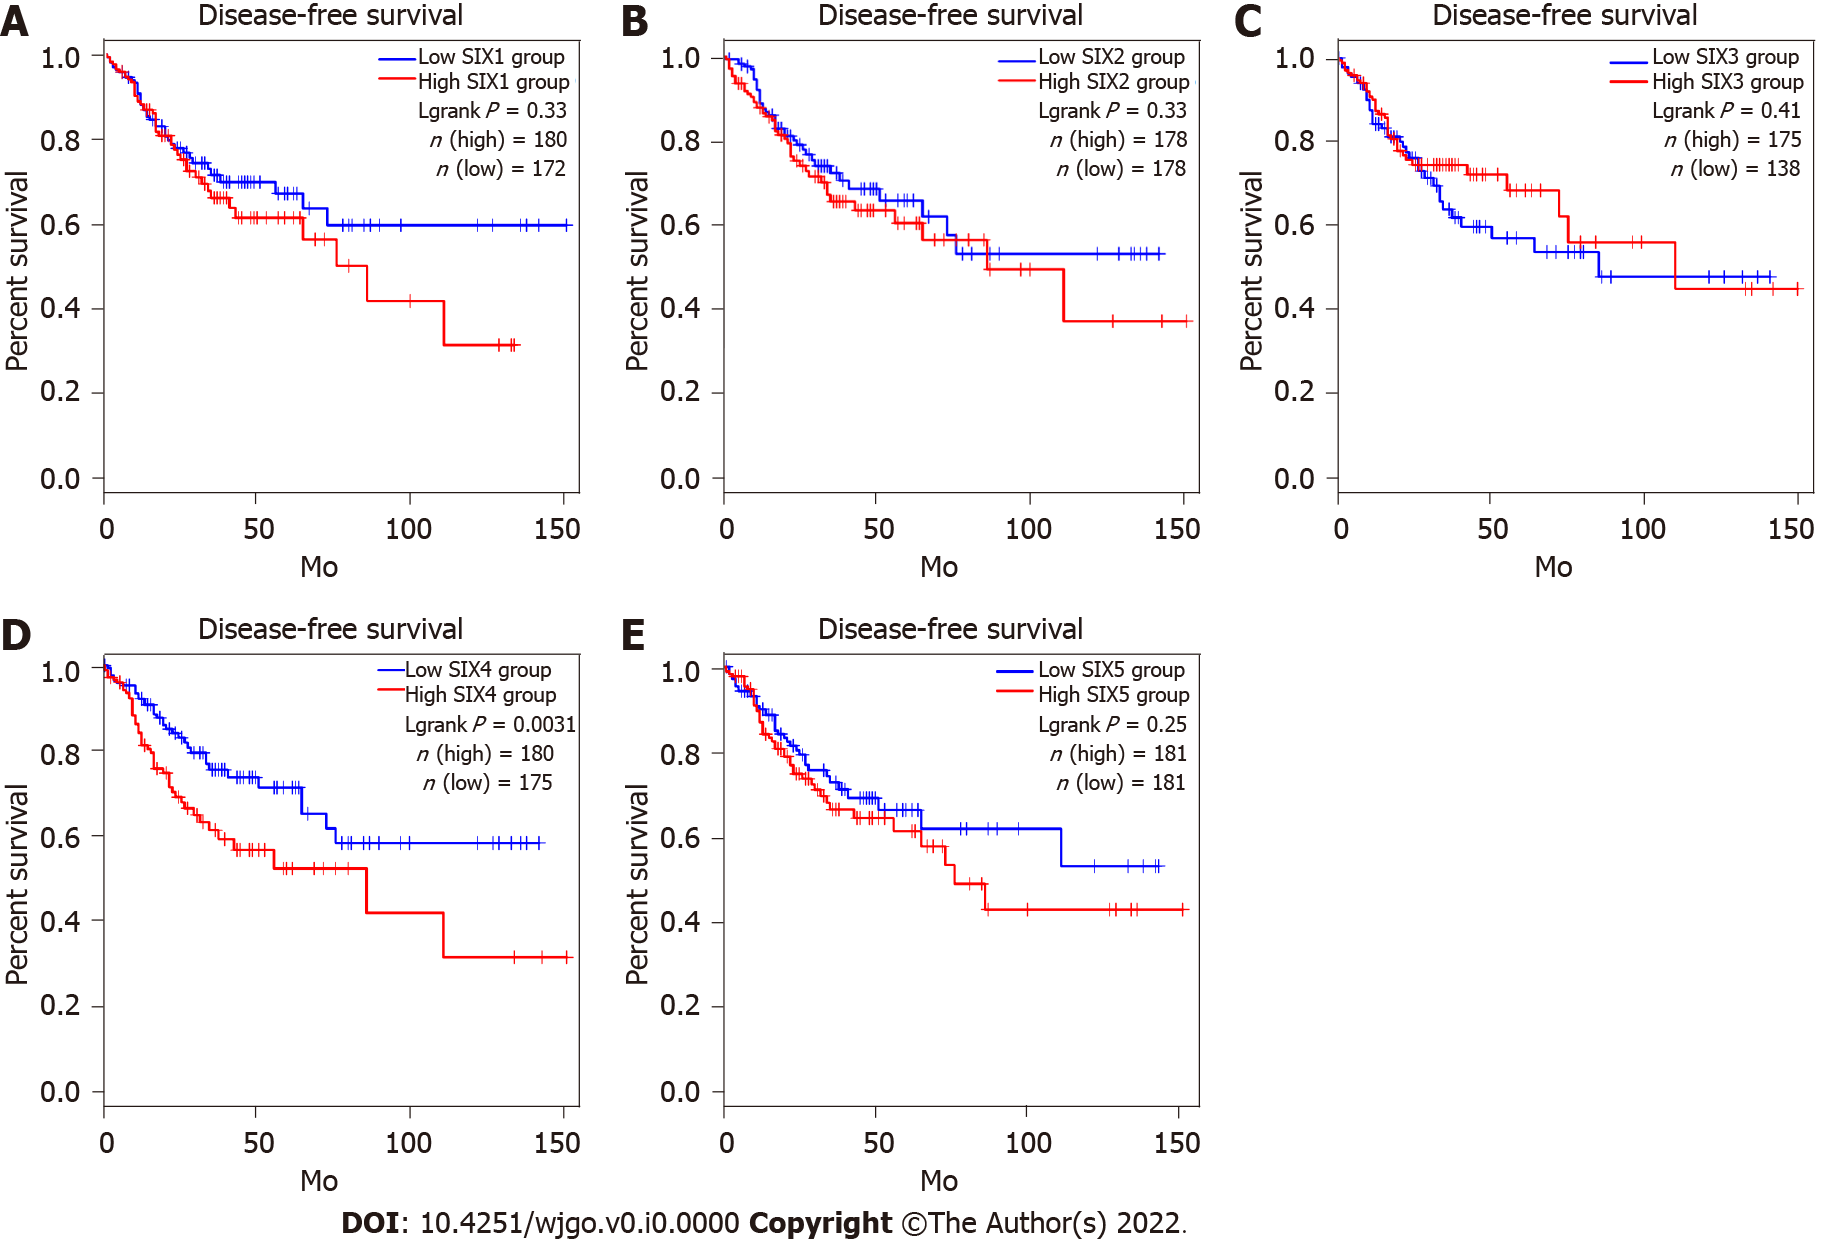 A
Disease-free survival
Low SIX1 group
High SIX1 group
Lgrank P = 0.33
n (high) = 180
n (low) = 172
Percent survival
1.0
0.8
0.6
0.4
0.2
0.0
0 50 100 150
Mo
B
Disease-free survival
Low SIX2 group
High SIX2 group
Lgrank P = 0.33
n (high) = 178
n (low) = 178
Percent survival
1.0
0.8
0.6
0.4
0.2
0.0
0 50 100 150
Mo
C
Disease-free survival
Low SIX3 group
High SIX3 group
Lgrank P = 0.41
n (high) = 175
n (low) = 138
Percent survival
1.0
0.8
0.6
0.4
0.2
0.0
0 50 100 150
Mo
D
Disease-free survival
Low SIX4 group
High SIX4 group
Lgrank P = 0.0031
n (high) = 180
n (low) = 175
Percent survival
1.0
0.8
0.6
0.4
0.2
0.0
0 50 100 150
Mo
E
Disease-free survival
Low SIX5 group
High SIX5 group
Lgrank P = 0.25
n (high) = 181
n (low) = 181
Percent survival
1.0
0.8
0.6
0.4
0.2
0.0
0 50 100 150
Mo
DOI: 10.4251/wjgo.v0.i0.0000 Copyright ©The Author(s) 2022.